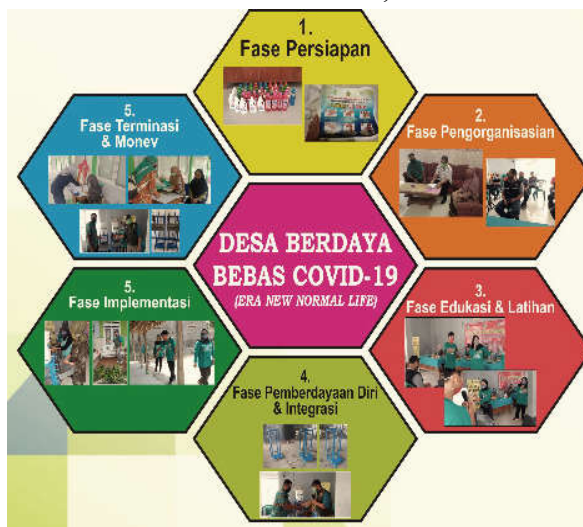 1.
Fase Persiapan
2.
Fase Pengorganisasian
3.
Fase Edukasi & Latihan
4.
Fase Pemberdayaan Diri
& Integrasi
5.
Fase Implementasi
5.
Fase Terminasi
& Monev
DESA BERDAYA
BEBAS COVID-19
(ERA NEW NORMAL LIFE)